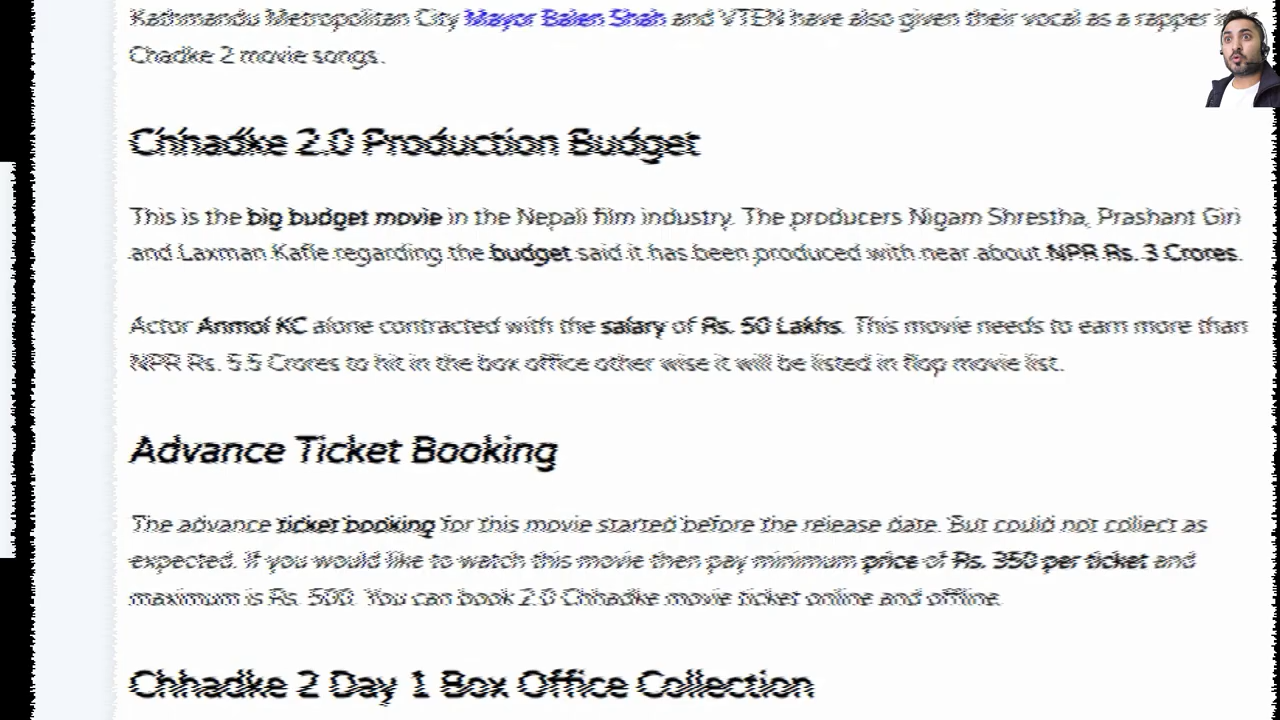 Kathmandu Metropolitan City Mayor Balen Shah and VTEN have also given their vocal as a rapper in
Chadke 2 movie songs.
Chhadke 2.0 Production Budget
This is the big budget movie in the Nepali film industry. The producers Nigam Shrestha, Prashant Giri
and Laxman Kafle regarding the budget said it has been produced with near about NPR Rs. 3 Crores.
Actor Anmol KC alone contracted with the salary of Rs. 50 Lakhs. This movie needs to earn more than
NPR Rs. 5.5 Crores to hit in the box office other wise it will be listed in flop movie list.
Advance Ticket Booking
The advance ticket booking for this movie started before the release date. But could not collect as
expected. If you would like to watch this movie then pay minimum price of Rs. 350 per ticket and
maximum is Rs. 500. You can book 2.0 Chhadke movie ticket online and offline.
Chhadke 2 Day 1 Box Office Collection